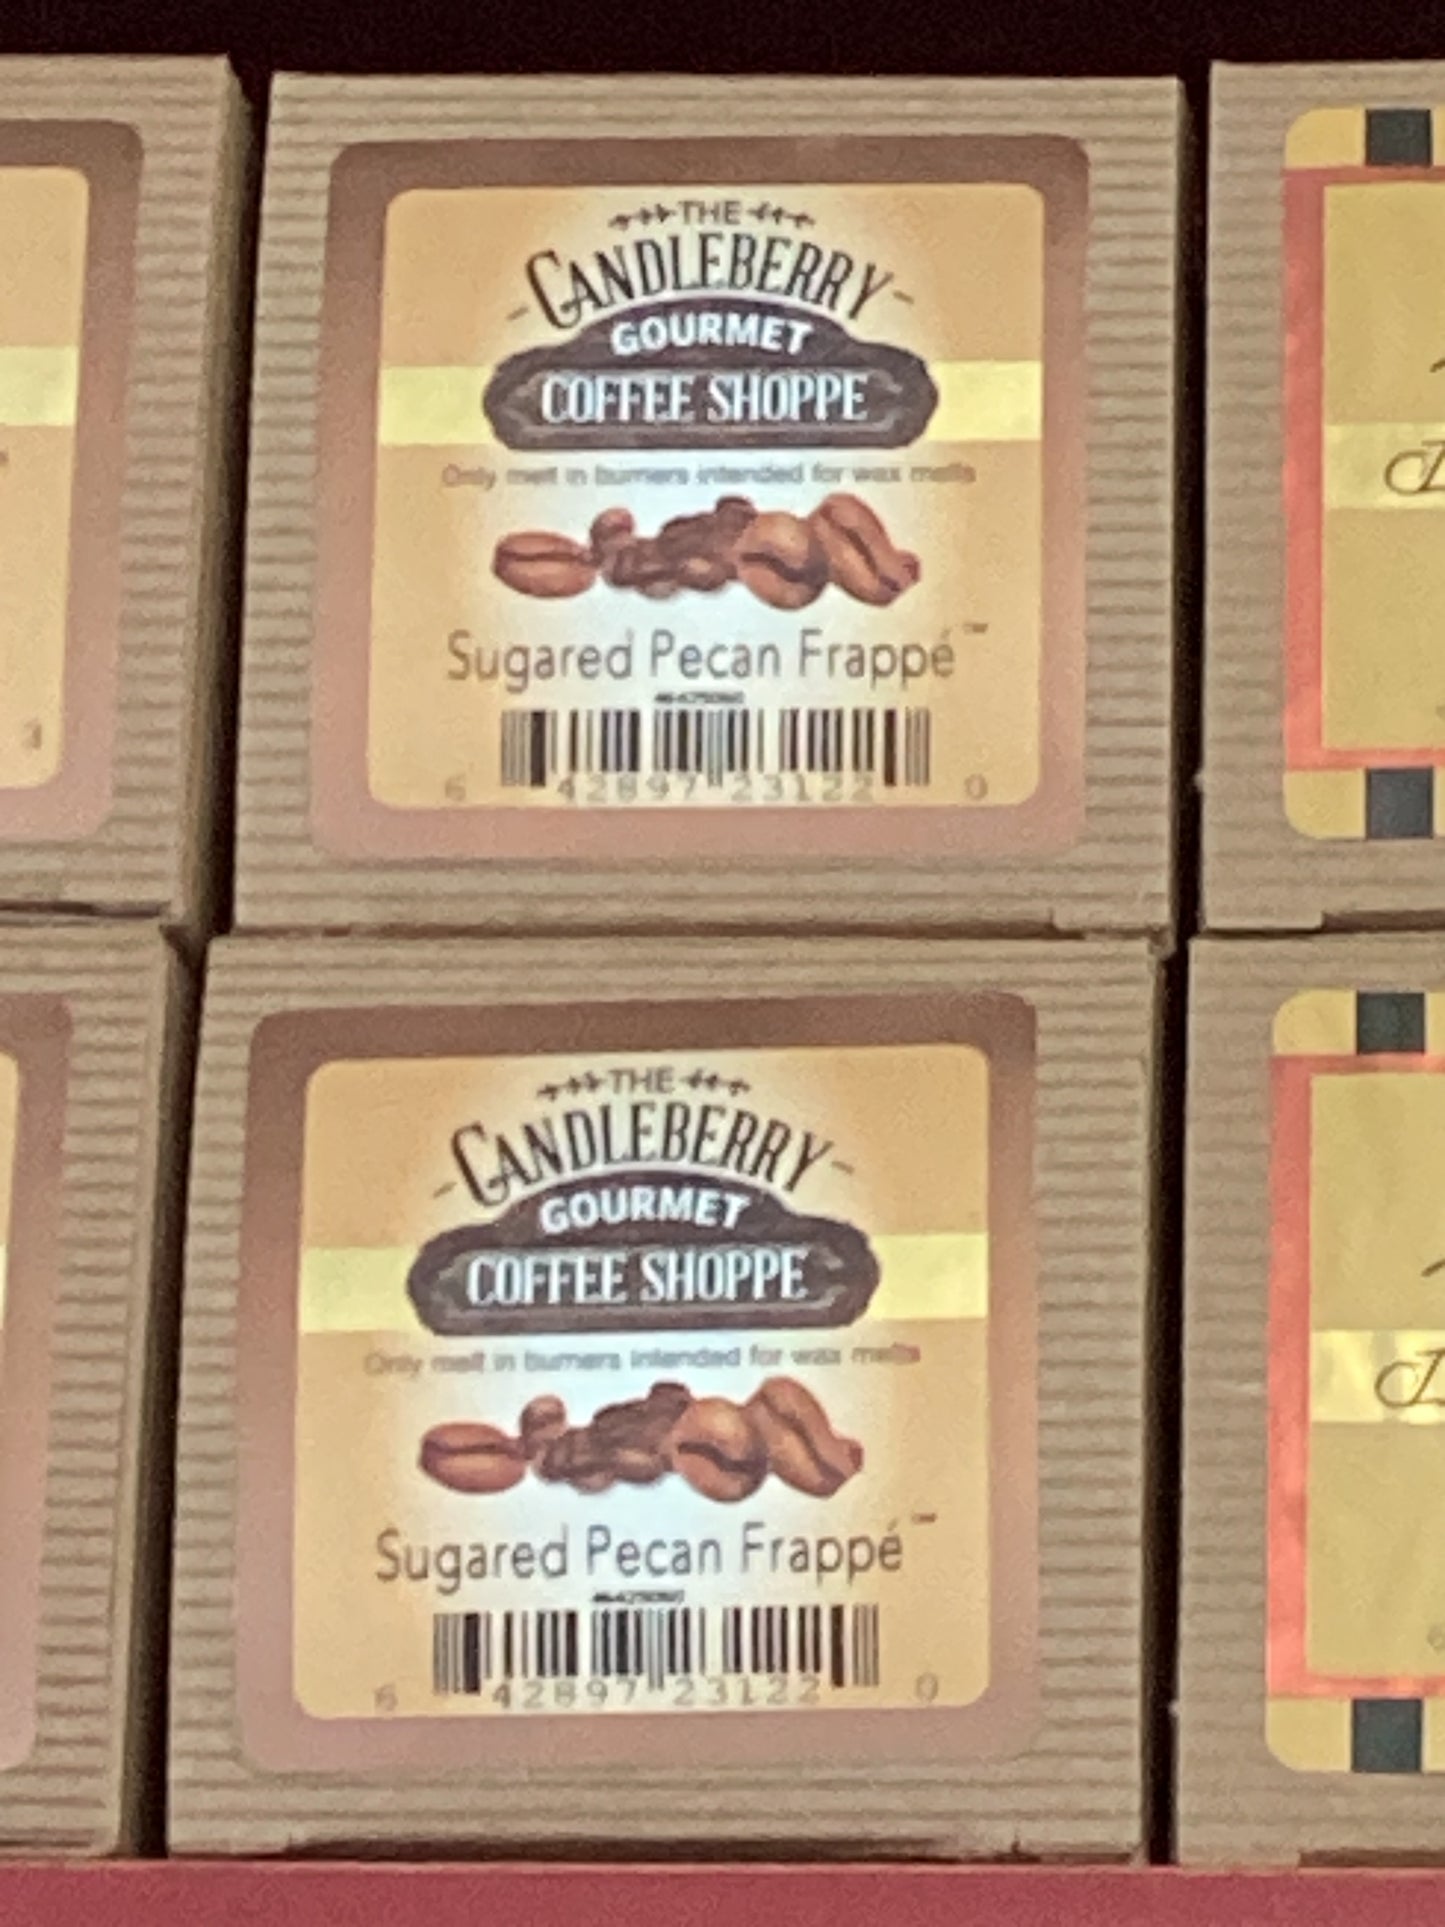 THE
CANDLEBERRY
GOURMET
COFFEE SHOPPE
Only melt in burners intended for wax melts
Sugared Pecan Frappé™
6 42897 23122 0
THE
CANDLEBERRY
GOURMET
COFFEE SHOPPE
Only melt in burners intended for wax melts
Sugared Pecan Frappé™
6 42897 23122 0